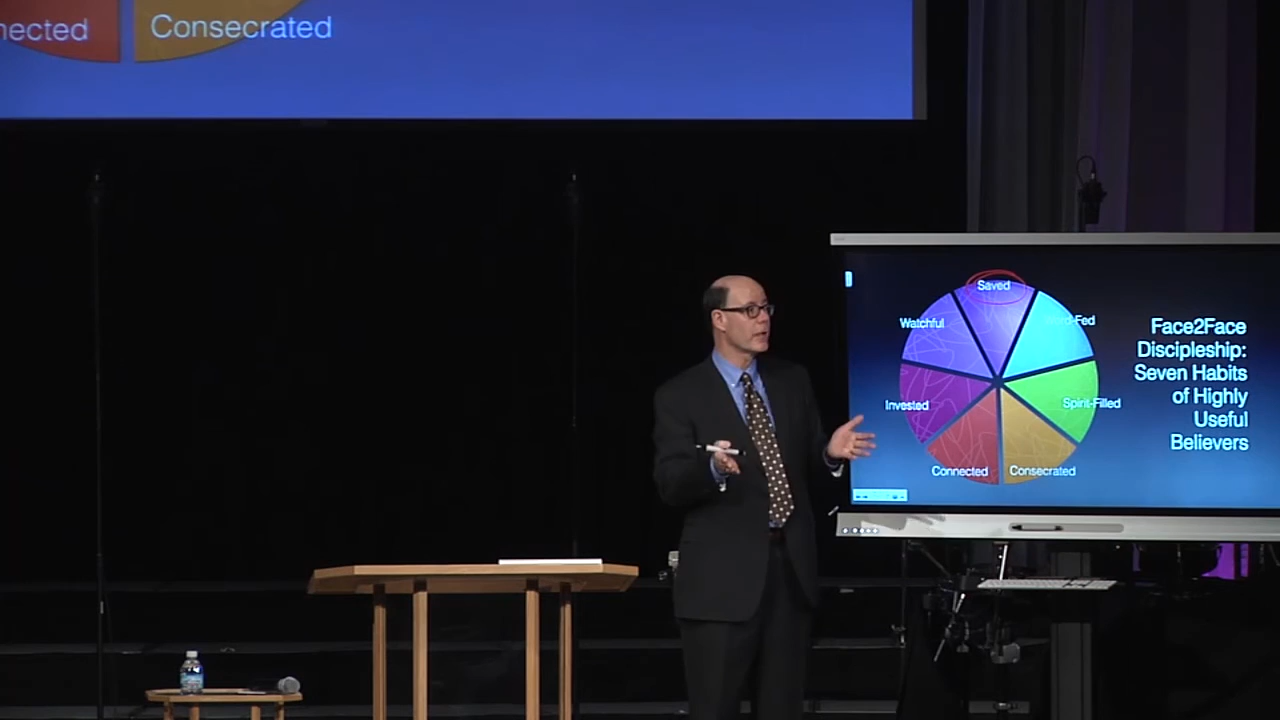 nected
Consecrated
Saved
Watchful
Invested
Spirit-Filled
Connected
Consecrated
Face2Face
Discipleship:
Seven Habits
of Highly
Useful
Believers